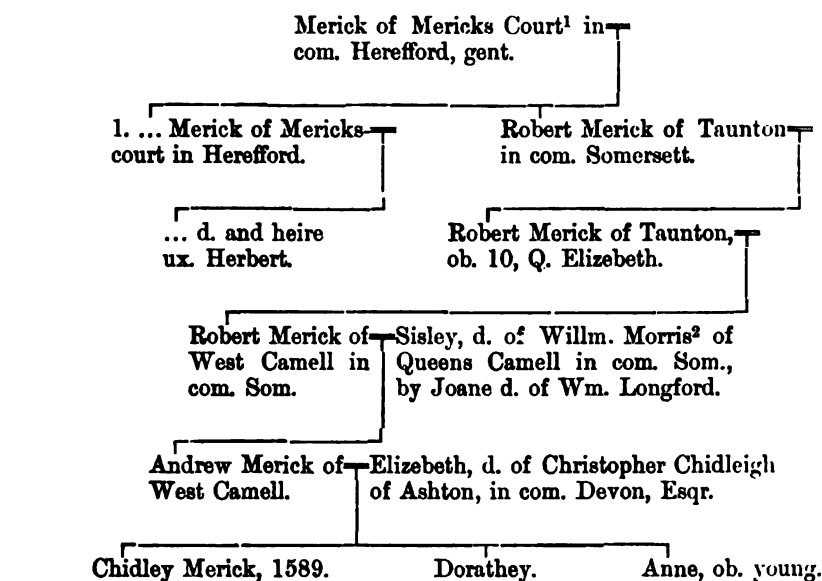 Merick of Mericks Court¹ in
com. Herefford, gent.
1. ... Merick of Mericks
court in Herefford.
Robert Merick of Taunton
in com. Somersett.
... d. and heire
ux. Herbert.
Robert Merick of Taunton,
ob. 10, Q. Elizebeth.
Robert Merick of
West Camell in
com. Som.
Sisley, d. of Willm. Morris² of
Queens Camell in com. Som.,
by Joane d. of Wm. Longford.
Andrew Merick of
West Camell.
Elizebeth, d. of Christopher Chidleigh
of Ashton, in com. Devon, Esqr.
Chidley Merick, 1589.
Dorathey.
Anne, ob. young.